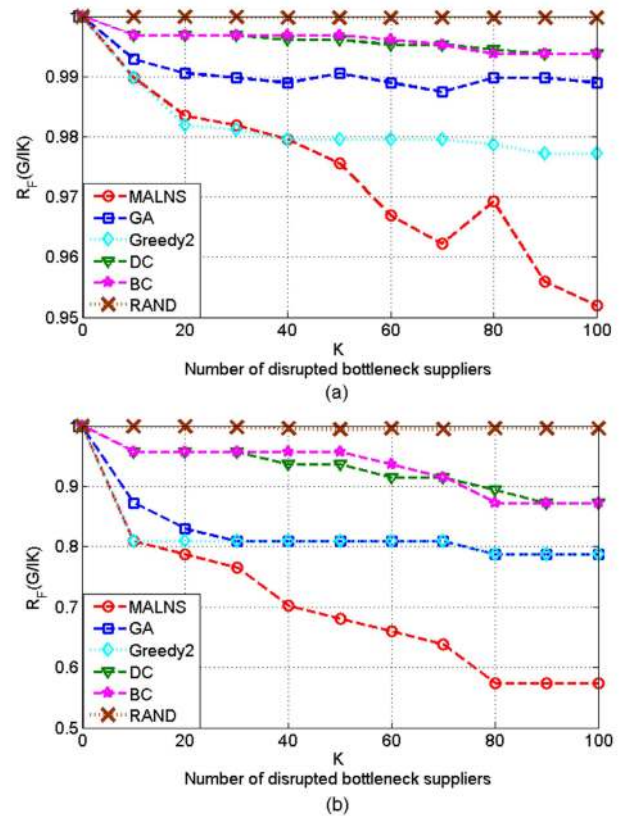 1
0.99
0.98
0.97
0.96
0.95
R_F(G/IK)
MALNS
GA
Greedy2
DC
BC
RAND
0 20 40 60 80 100
K
Number of disrupted bottleneck suppliers
(a)
1
0.9
0.8
0.7
0.6
0.5
R_F(G/IK)
MALNS
GA
Greedy2
DC
BC
RAND
0 20 40 60 80 100
K
Number of disrupted bottleneck suppliers
(b)